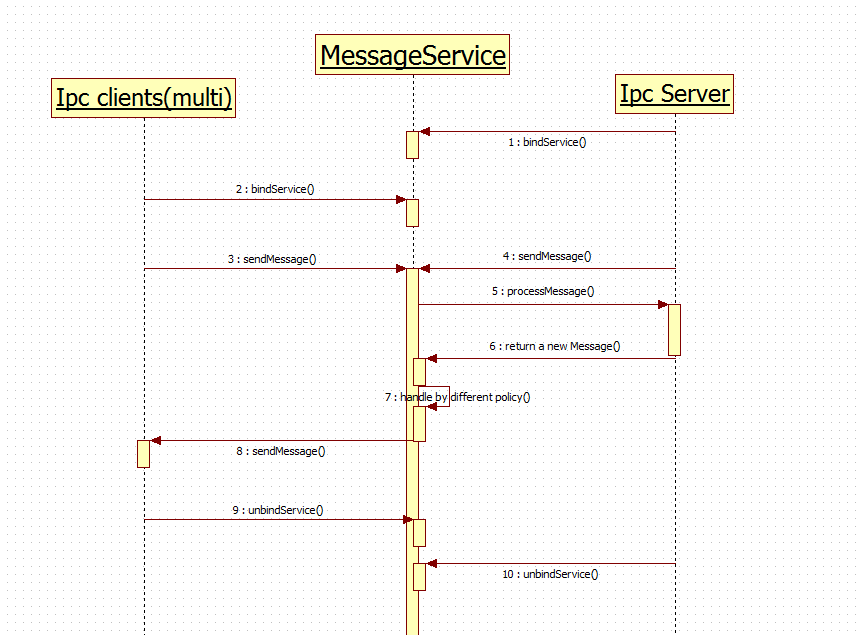 MessageService
Ipc clients(multi)
Ipc Server
1 : bindService()
2 : bindService()
3 : sendMessage()
4 : sendMessage()
5 : processMessage()
6 : return a new Message()
7 : handle by different policy()
8 : sendMessage()
9 : unbindService()
10 : unbindService()